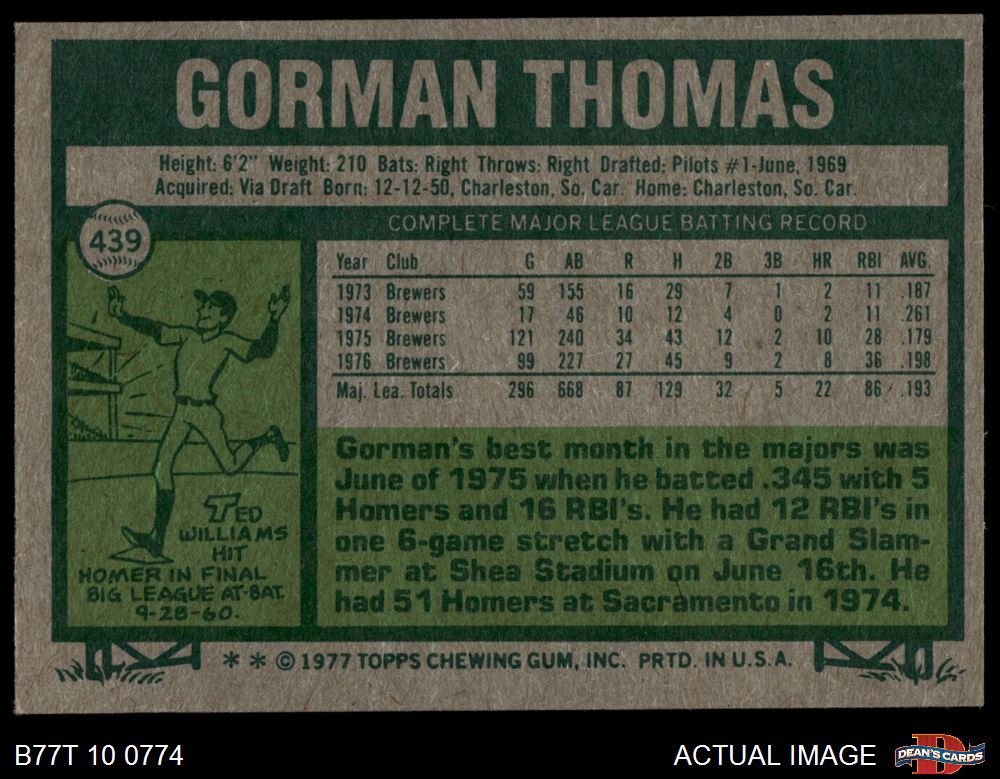 GORMAN THOMAS
Height: 6'2" Weight: 210 Bats: Right Throws: Right Drafted: Pilots #1-June, 1969
Acquired: Via Draft Born: 12-12-50, Charleston, So. Car. Home: Charleston, So. Car.
439
COMPLETE MAJOR LEAGUE BATTING RECORD
Year Club G AB R H 2B 3B HR RBI AVG.
1973 Brewers 59 155 16 29 7 1 2 11 .187
1974 Brewers 17 46 10 12 4 0 2 11 .261
1975 Brewers 121 240 34 43 12 2 10 28 .179
1976 Brewers 99 227 27 45 9 2 8 36 .198
Maj. Lea. Totals 296 668 87 129 32 5 22 86 .193
TED
WILLIAMS
HIT
HOMER IN FINAL
BIG LEAGUE AT-BAT.
9-28-60.
Gorman's best month in the majors was
June of 1975 when he batted .345 with 5
Homers and 16 RBI's. He had 12 RBI's in
one 6-game stretch with a Grand Slam-
mer at Shea Stadium on June 16th. He
had 51 Homers at Sacramento in 1974.
* * © 1977 TOPPS CHEWING GUM, INC. PRTD. IN U.S.A.
B77T 10 0774
ACTUAL IMAGE
D
DEAN'S CARDS